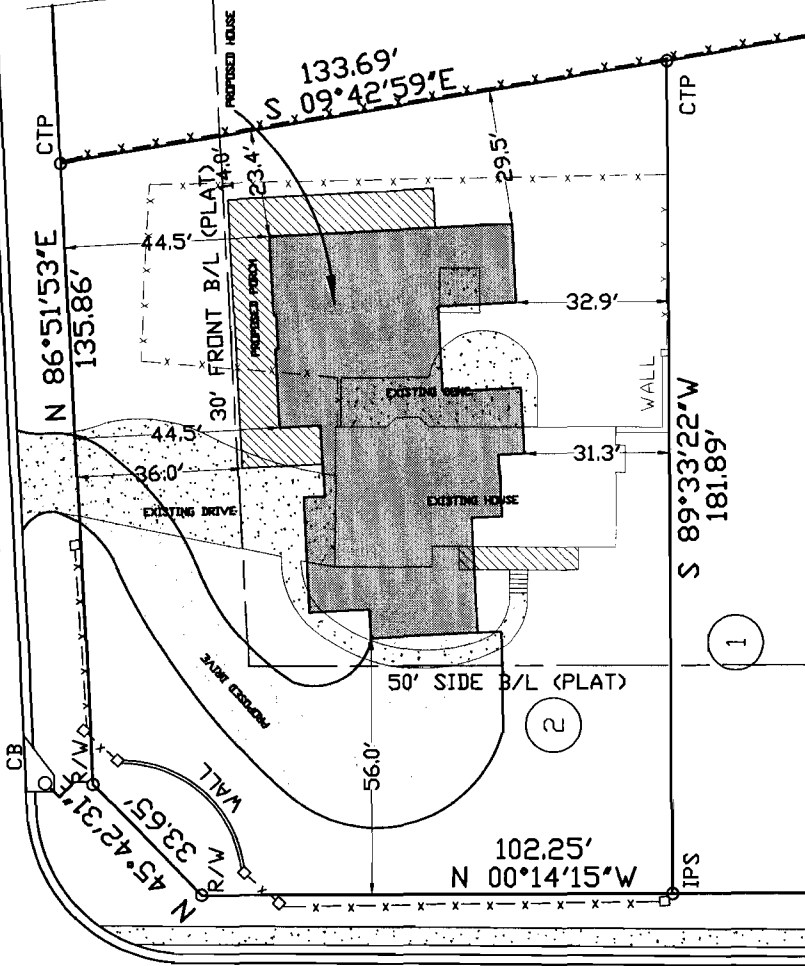 PROPOSED HOUSE
133.69'
S 09°42'59"E
CTP
CTP
14.0'
23.4'
29.5'
44.5'
30' FRONT B/L (PLAT)
N 86°51'53"E
135.86'
PROPOSED PORCH
32.9'
WALL
EXISTING CONC.
44.5'
36.0'
31.3'
EXISTING DRIVE
EXISTING HOUSE
S 89°33'22"W
181.89'
PROPOSED DRIVE
50' SIDE B/L (PLAT)
1
2
CB
R/W
WALL
56.0'
N 45°42'31"E
33.65'
R/W
102.25'
N 00°14'15"W
IPS